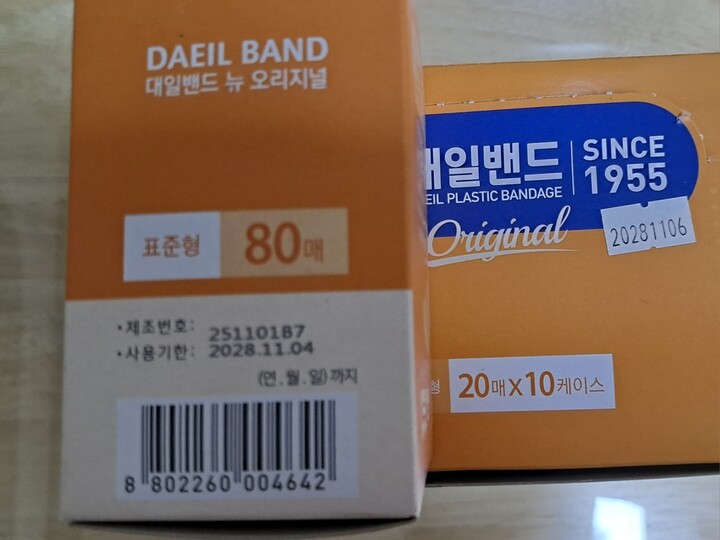 DAEIL BAND
대일밴드 뉴 오리지널
표준형 80매
•제조번호: 25110187
•사용기한: 2028.11.04
(연.월.일)까지
8 802260 004642
대일밴드
SINCE
1955
EIL PLASTIC BANDAGE
Original
20281106
형 20매x10케이스